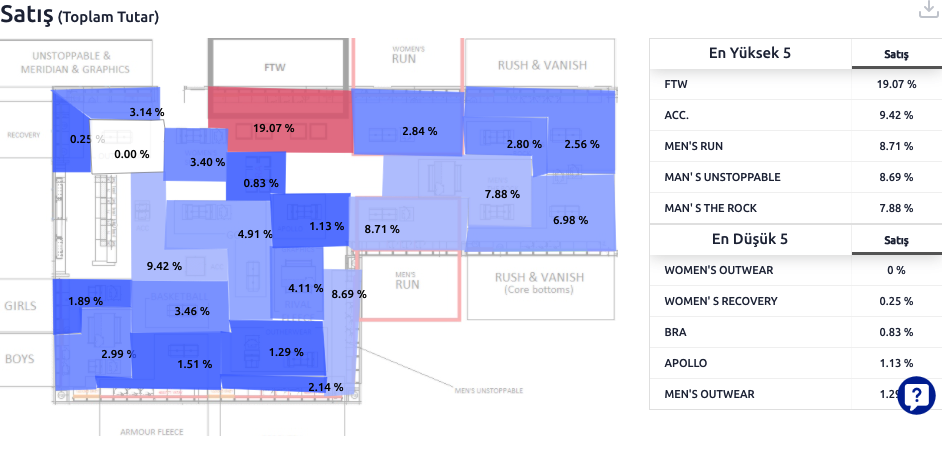 Satış (Toplam Tutar)
UNSTOPPABLE &
MERIDIAN & GRAPHICS
FTW
WOMEN'S
RUN
RUSH & VANISH
RECOVERY
3.14 %
0.25 %
0.00 %
3.40 %
19.07 %
2.84 %
2.80 %
2.56 %
0.83 %
7.88 %
4.91 %
1.13 %
8.71 %
6.98 %
9.42 %
4.11 %
8.69 %
MEN'S
RUN
RUSH & VANISH
(Core bottoms)
GIRLS
1.89 %
3.46 %
BOYS
2.99 %
1.51 %
1.29 %
2.14 %
MEN'S UNSTOPPABLE
ARMOUR FLEECE
En Yüksek 5 Satış
FTW 19.07 %
ACC. 9.42 %
MEN'S RUN 8.71 %
MAN' S UNSTOPPABLE 8.69 %
MAN' S THE ROCK 7.88 %
En Düşük 5 Satış
WOMEN'S OUTWEAR 0 %
WOMEN' S RECOVERY 0.25 %
BRA 0.83 %
APOLLO 1.13 %
MEN'S OUTWEAR 1.29